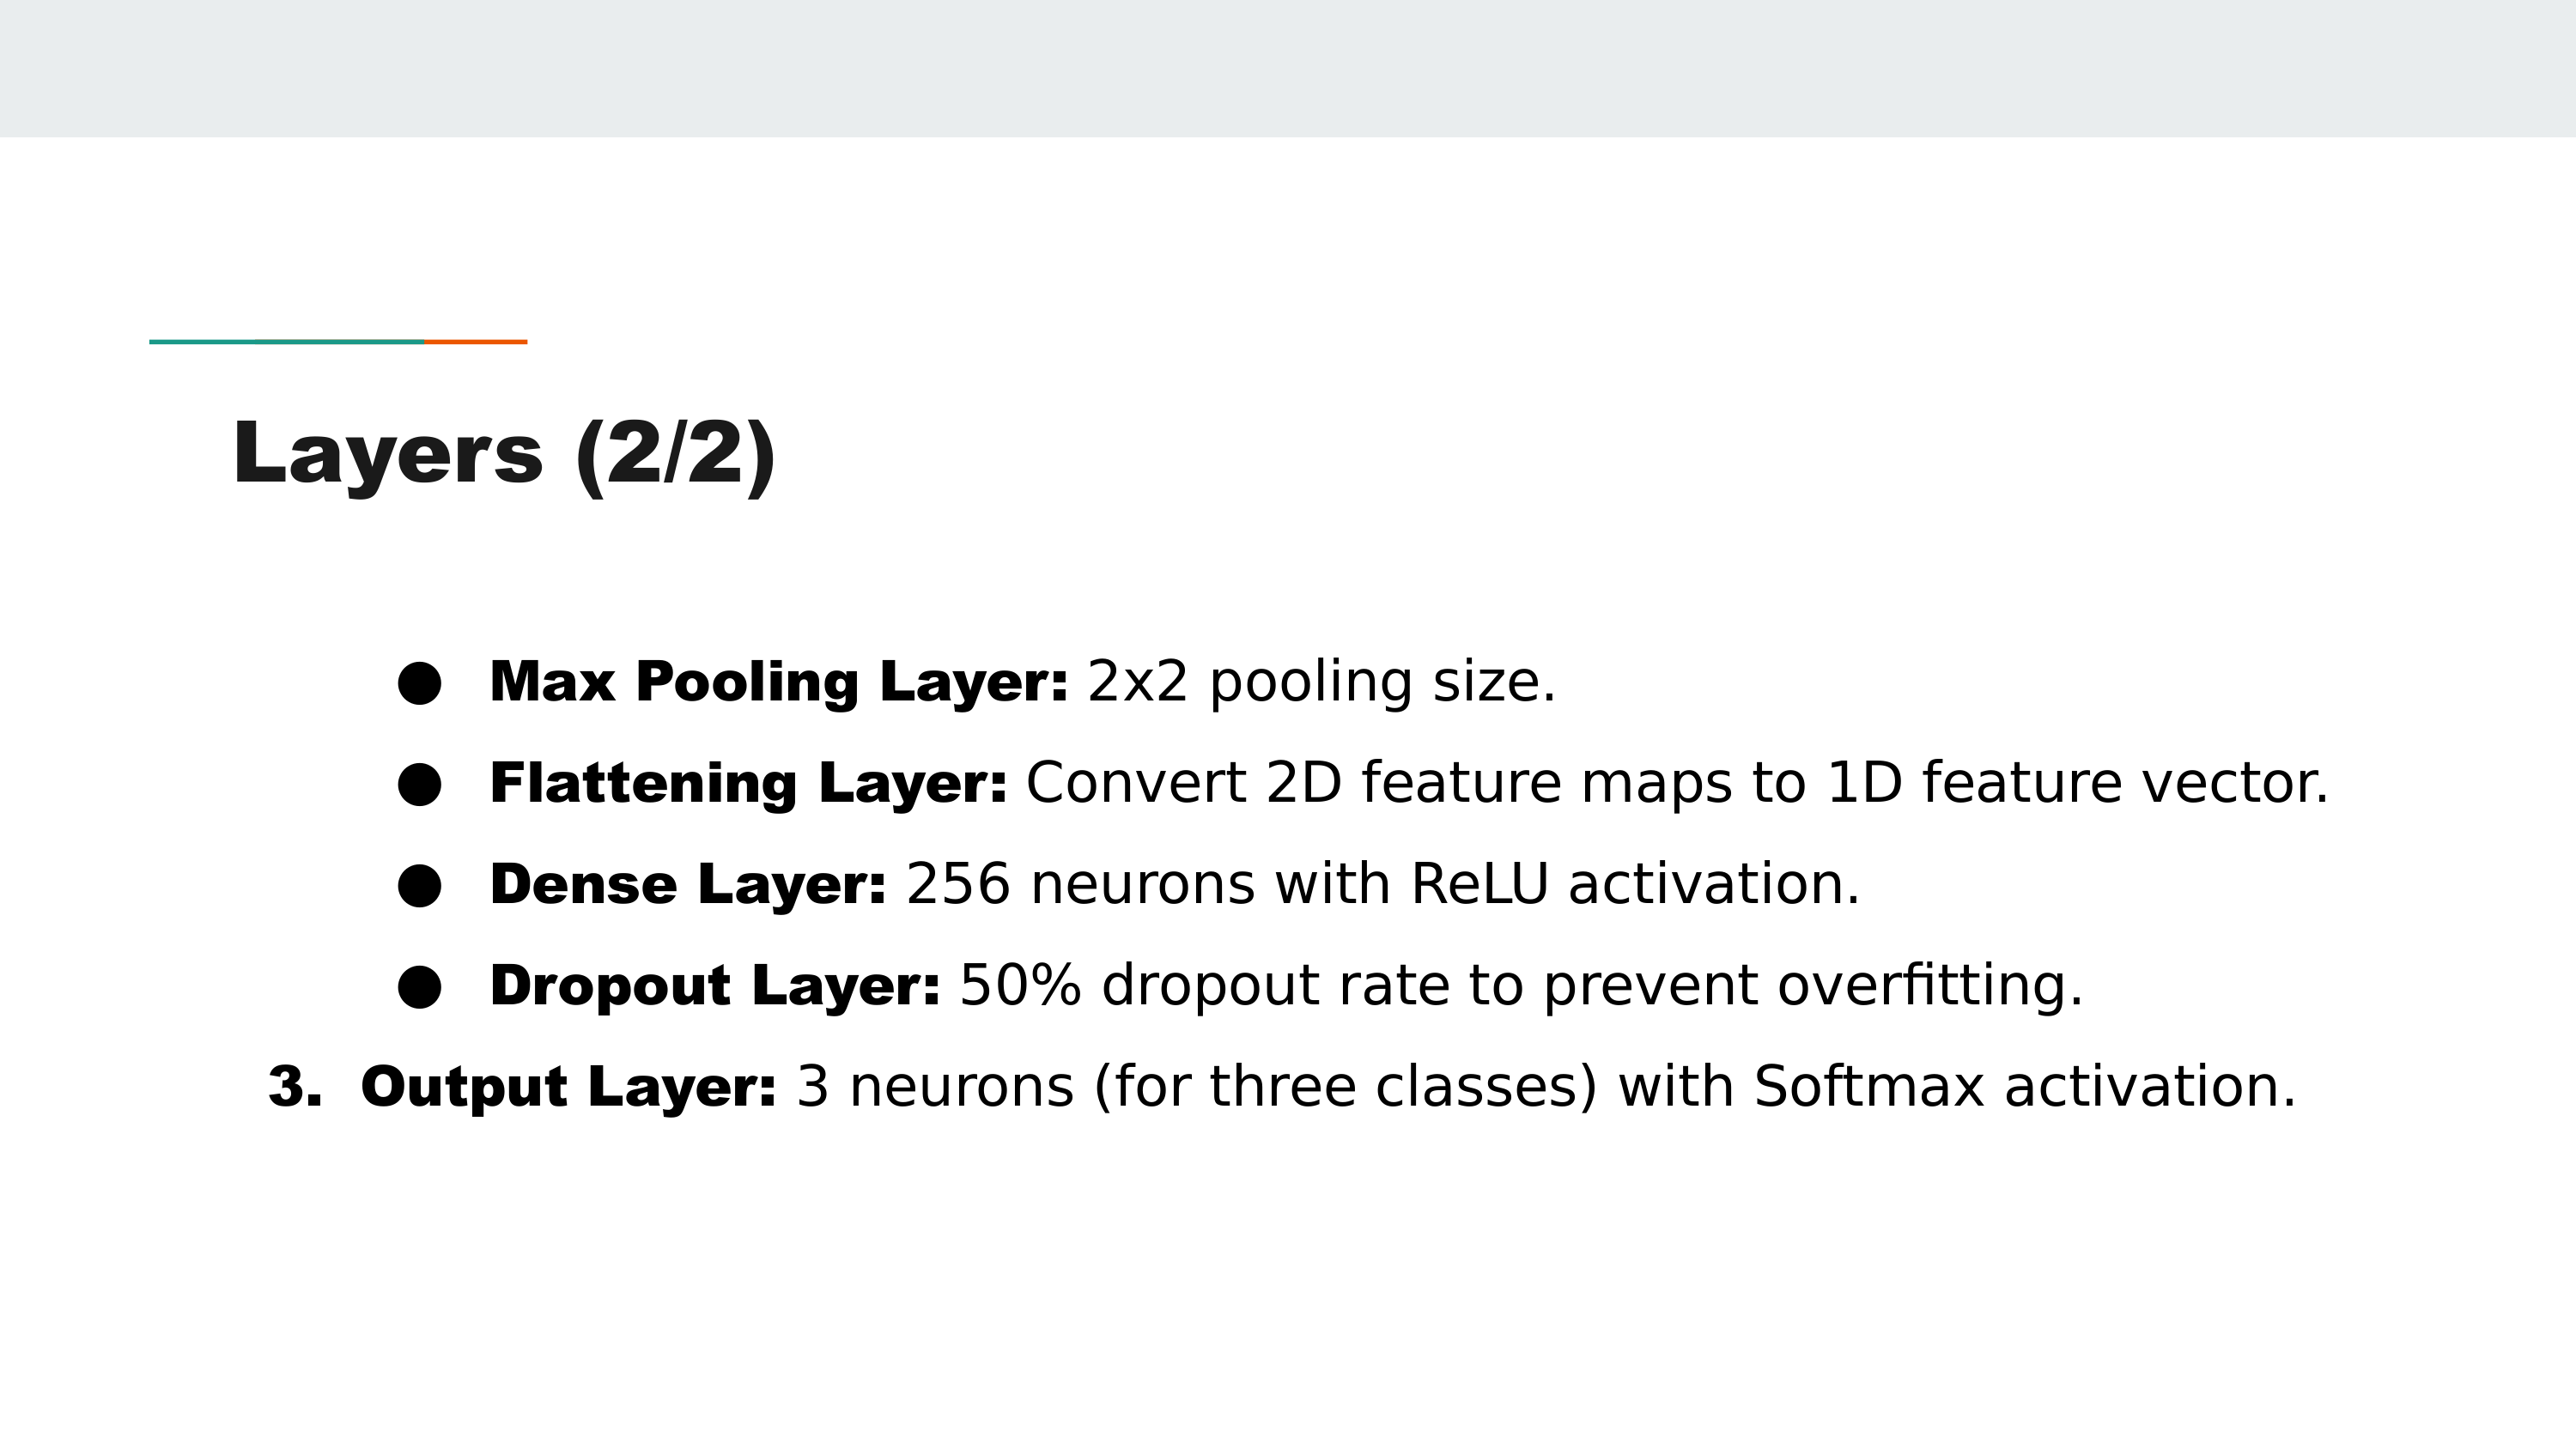 Layers (2/2)
● Max Pooling Layer: 2x2 pooling size.
● Flattening Layer: Convert 2D feature maps to 1D feature vector.
● Dense Layer: 256 neurons with ReLU activation.
● Dropout Layer: 50% dropout rate to prevent overfitting.
3. Output Layer: 3 neurons (for three classes) with Softmax activation.